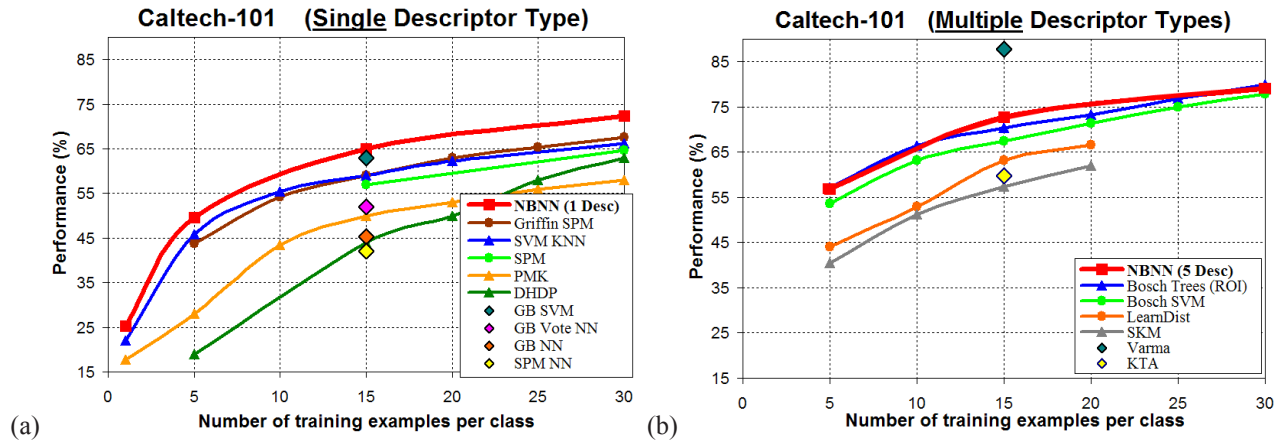 Caltech-101 (Single Descriptor Type)
Performance (%)
85
75
65
55
45
35
25
15
0 5 10 15 20 25 30
Number of training examples per class
NBNN (1 Desc)
Griffin SPM
SVM KNN
SPM
PMK
DHDP
GB SVM
GB Vote NN
GB NN
SPM NN
(a)
Caltech-101 (Multiple Descriptor Types)
Performance (%)
85
75
65
55
45
35
25
15
0 5 10 15 20 25 30
Number of training examples per class
NBNN (5 Desc)
Bosch Trees (ROI)
Bosch SVM
LearnDist
SKM
Varma
KTA
(b)